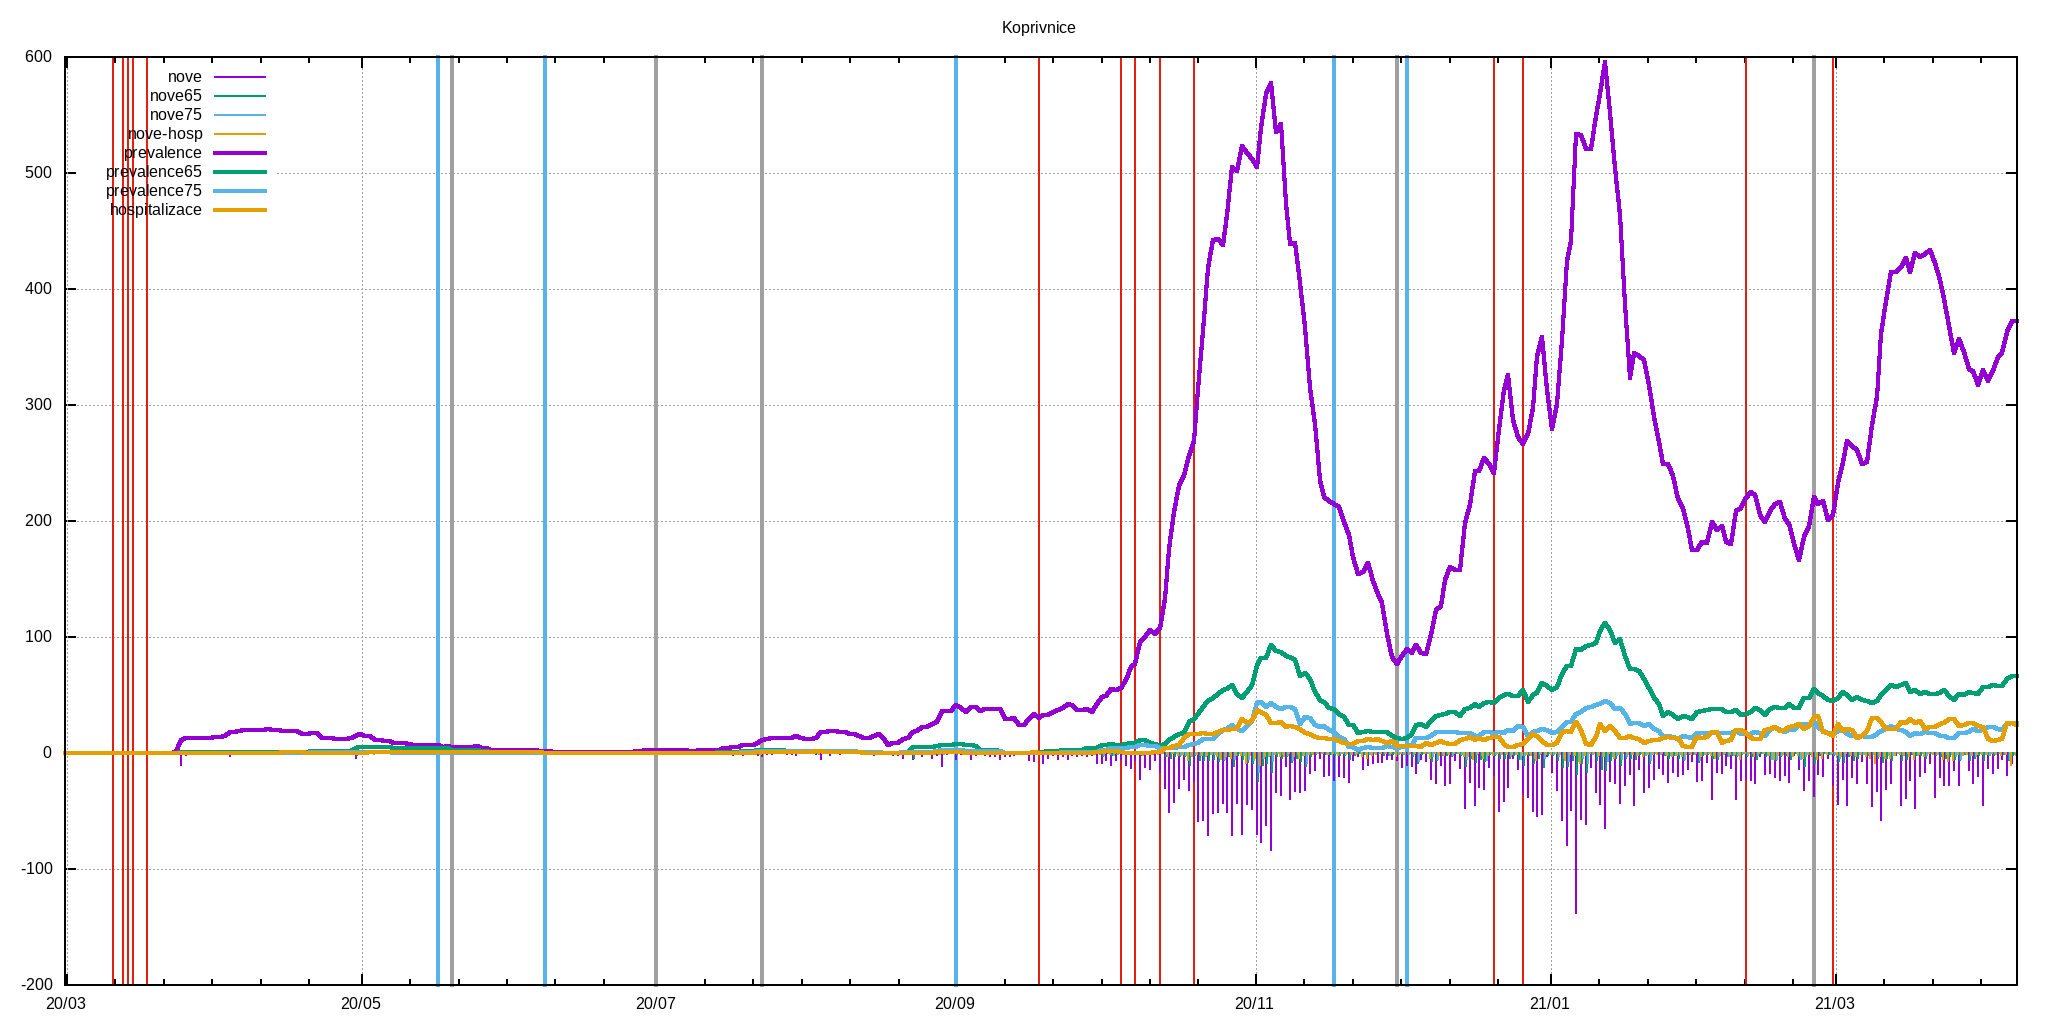 Koprivnice
600
nove
nove65
nove75
nove-hosp
prevalence
prevalence65
prevalence75
hospitalizace
500
400
300
200
100
0
-100
-200
20/03 20/05 20/07 20/09 20/11 21/01 21/03